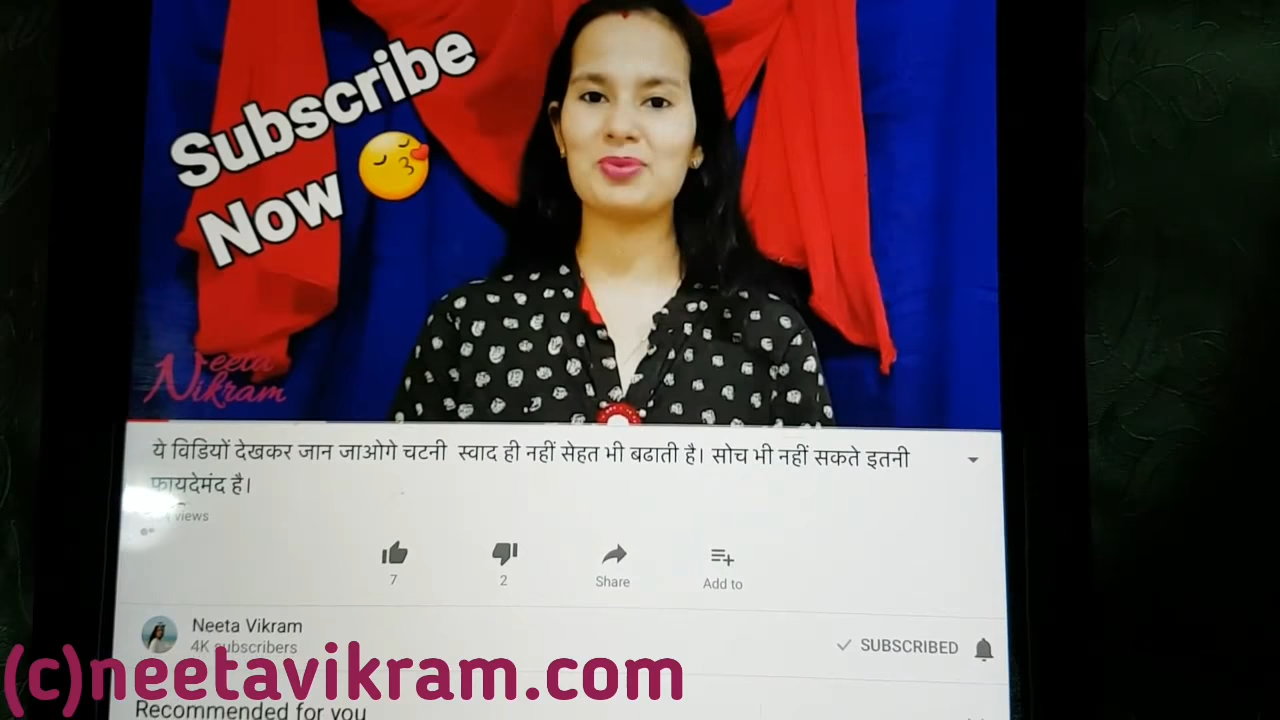 Subscribe
Now
Neeta
Vikram
ये विडियों देखकर जान जाओगे चटनी स्वाद ही नहीं सेहत भी बढाती है। सोच भी नहीं सकते इतनी
फायदेमंद है।
views
7
2
Share
Add to
Neeta Vikram
4K subscribers
SUBSCRIBED
(c)neetavikram.com
Recommended for you